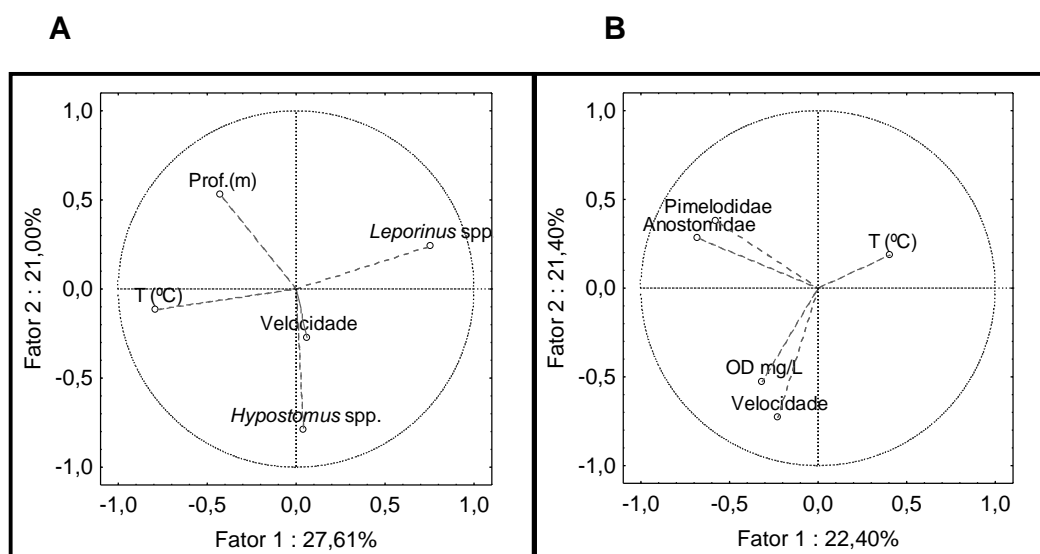 A
B
1,0
0,5
0,0
-0,5
-1,0
Fator 2 : 21,00%
Prof.(m)
Leporinus spp
T (ºC)
Velocidade
Hypostomus spp.
-1,0
-0,5
0,0
0,5
1,0
Fator 1 : 27,61%
1,0
0,5
0,0
-0,5
-1,0
Fator 2 : 21,40%
Pimelodidae
Anostomidae
T (ºC)
OD mg/L
Velocidade
-1,0
-0,5
0,0
0,5
1,0
Fator 1 : 22,40%